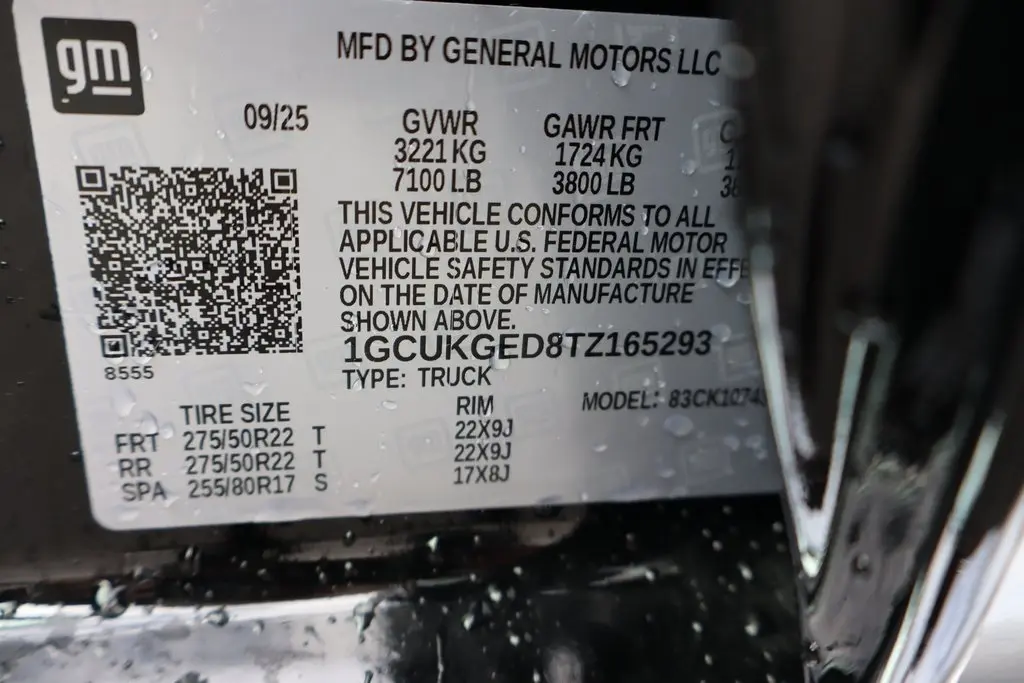 gm
MFD BY GENERAL MOTORS LLC
09/25
GVWR GAWR FRT
3221 KG 1724 KG
7100 LB 3800 LB
THIS VEHICLE CONFORMS TO ALL
APPLICABLE U.S. FEDERAL MOTOR
VEHICLE SAFETY STANDARDS IN EFFE
ON THE DATE OF MANUFACTURE
SHOWN ABOVE.
1GCUKGED8TZ165293
8555
TYPE: TRUCK
TIRE SIZE RIM MODEL:
FRT 275/50R22 T 22X9J
RR 275/50R22 T 22X9J
SPA 255/80R17 S 17X8J